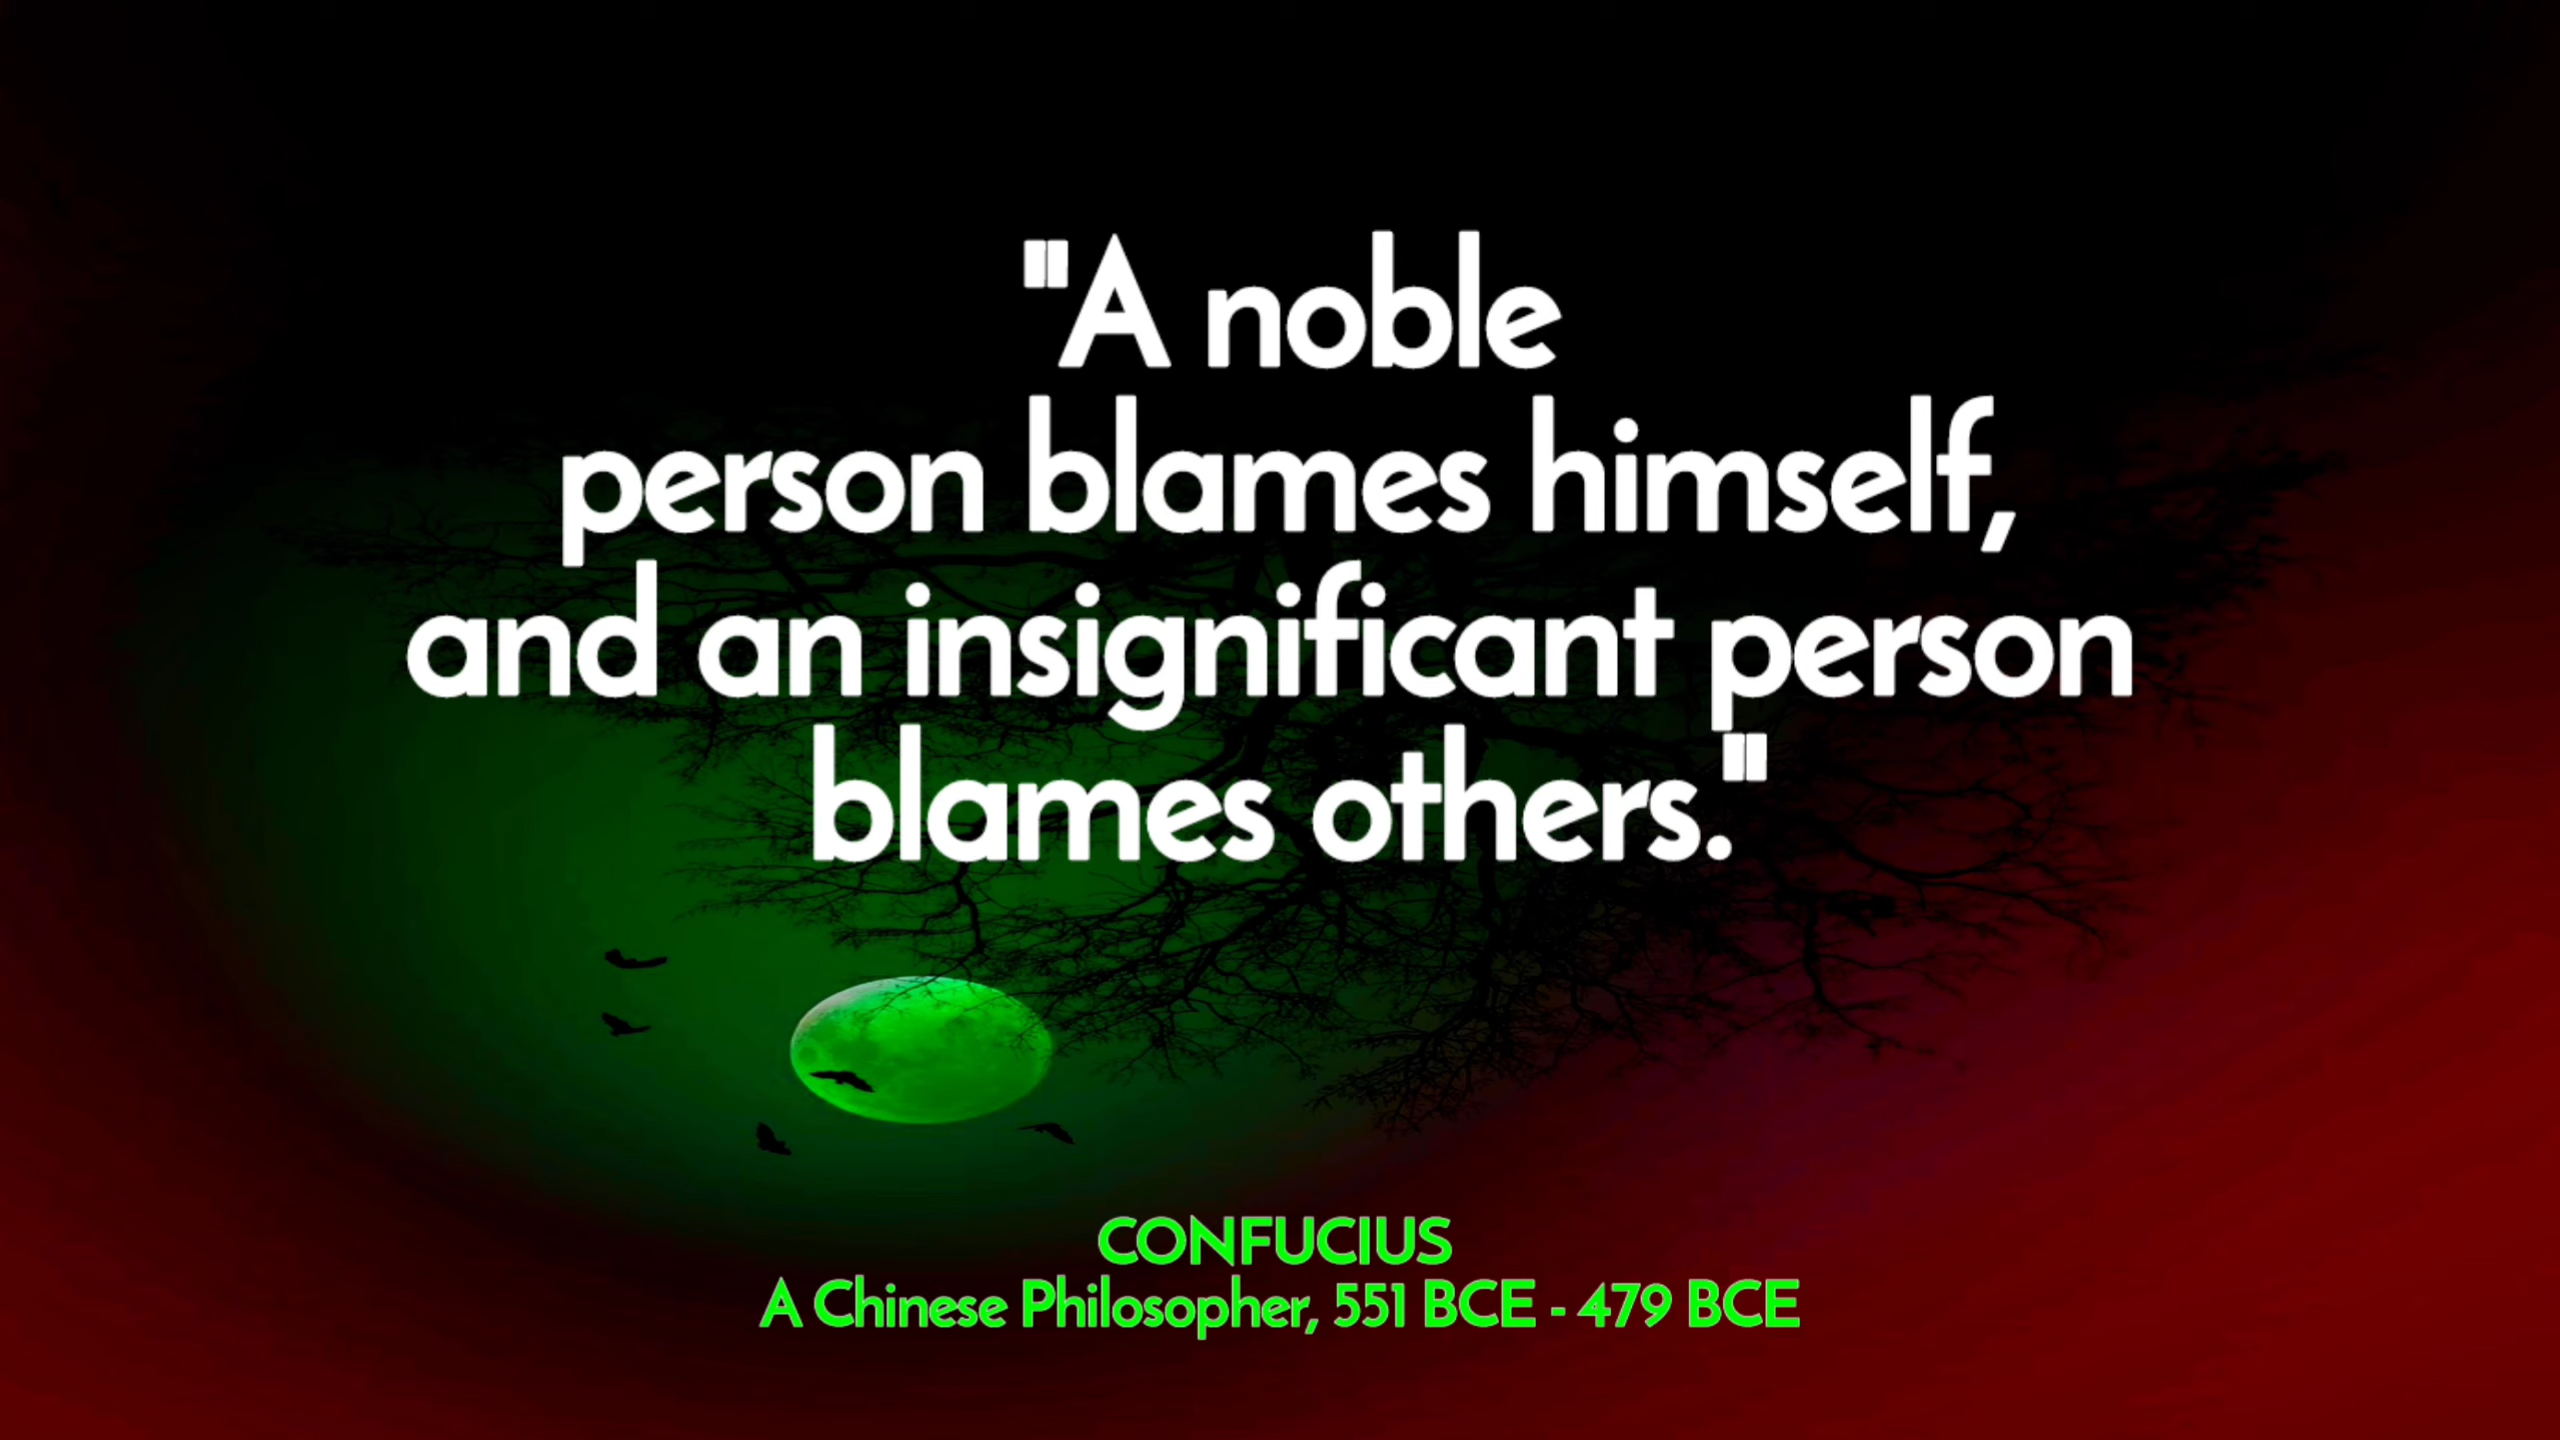 "A noble
person blames himself,
and an insignificant person
blames others."
CONFUCIUS
A Chinese Philosopher, 551 BCE - 479 BCE